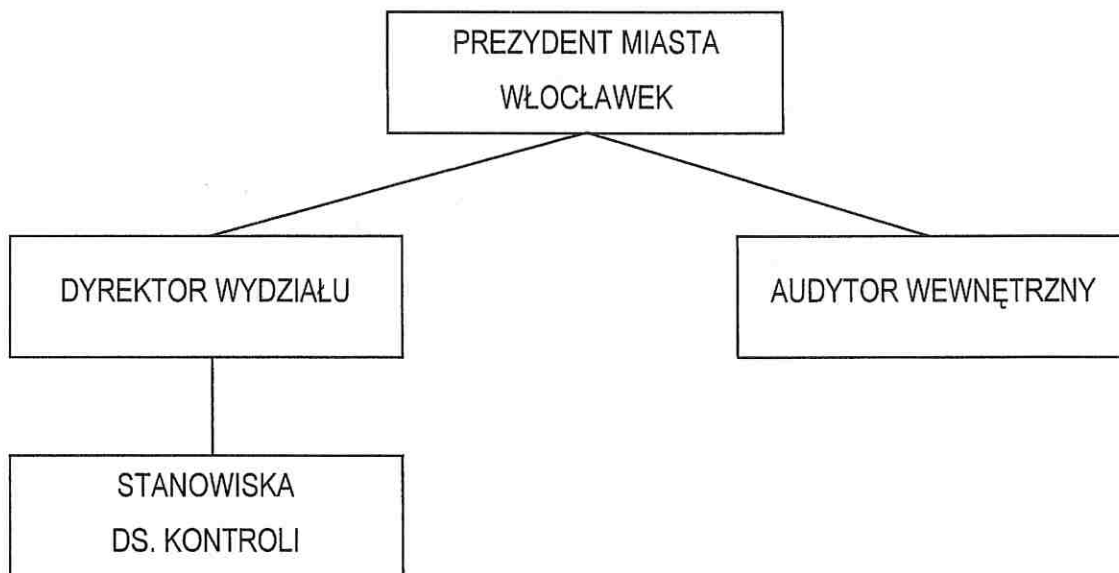 PREZYDENT MIASTA
WŁOCŁAWEK
DYREKTOR WYDZIAŁU
AUDYTOR WEWNĘTRZNY
STANOWISKA
DS. KONTROLI